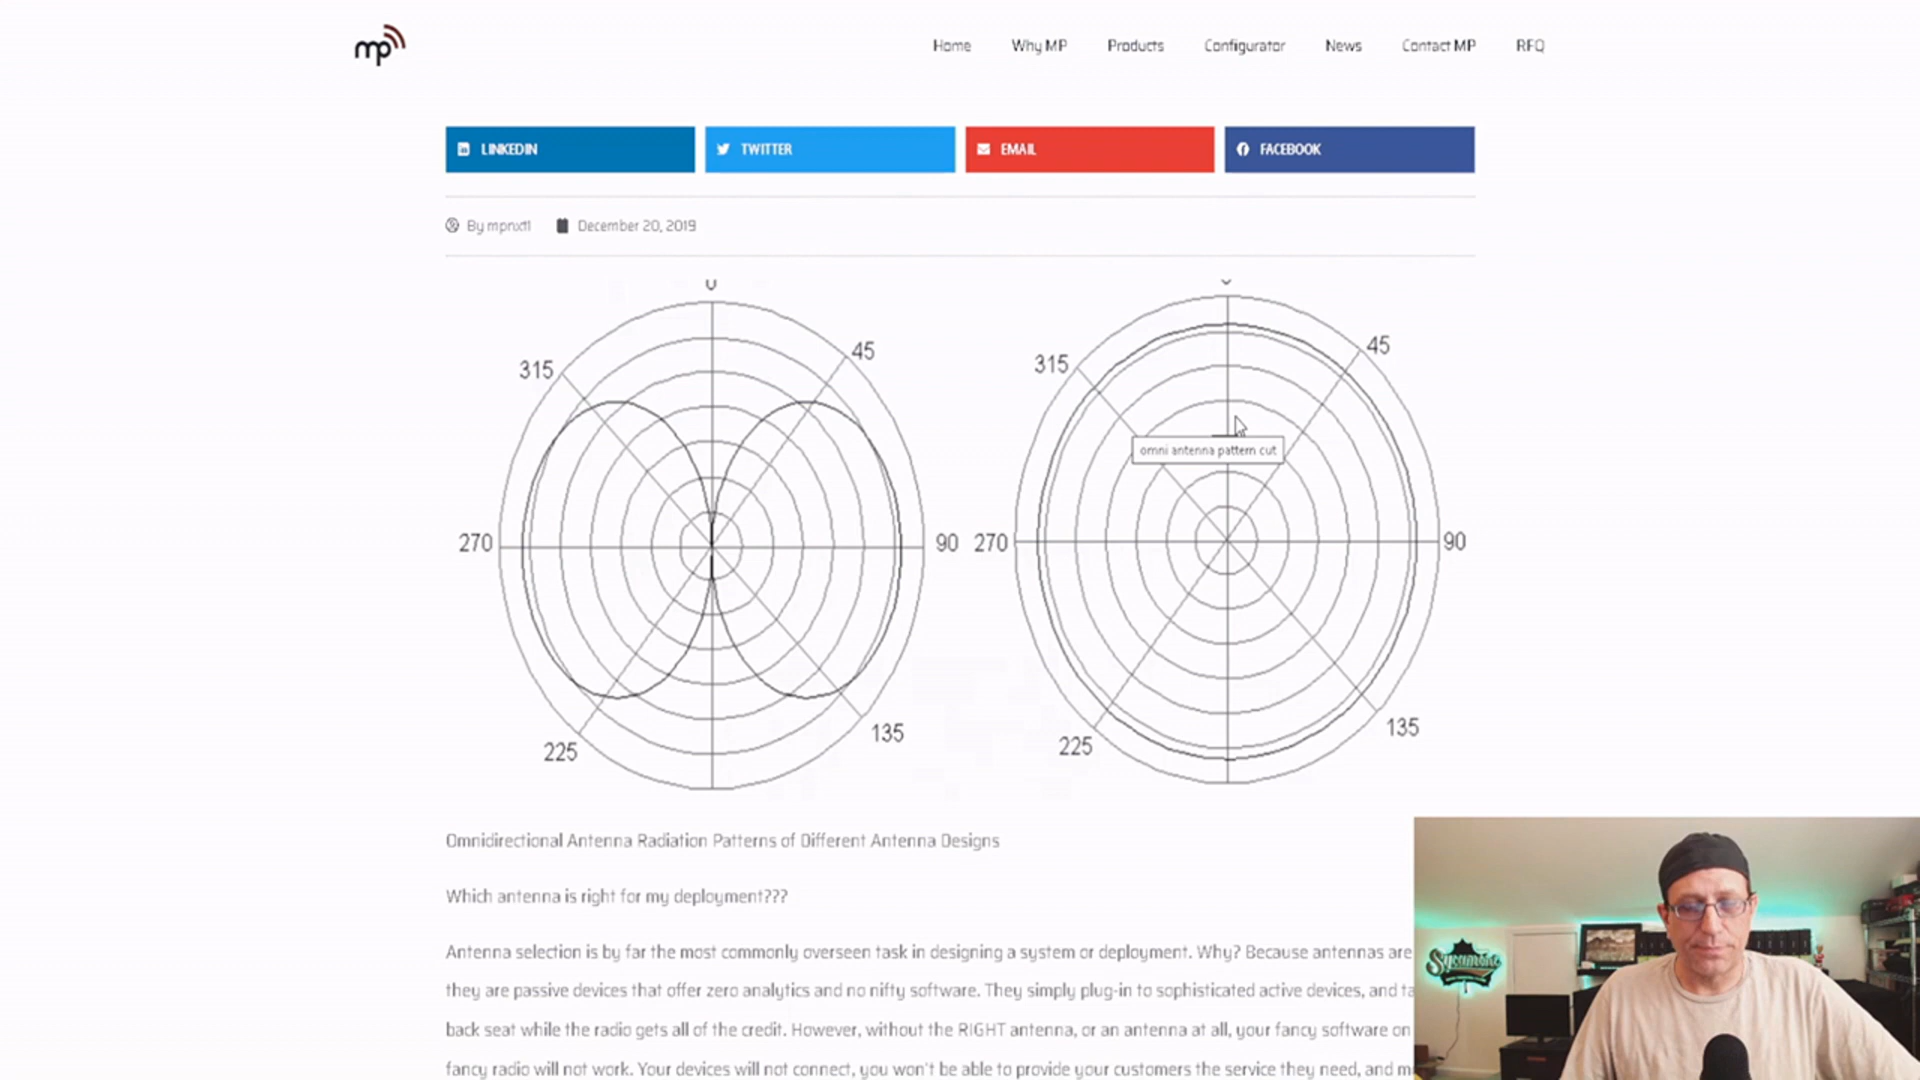 mp
Home Why MP Products Configurator News Contact MP RFQ
LINKEDIN TWITTER EMAIL FACEBOOK
By mpnxtl December 20, 2019
0
315 45 315 45
270 90 270 90
omni antenna pattern cut
225 135 225 135
Omnidirectional Antenna Radiation Patterns of Different Antenna Designs
Which antenna is right for my deployment???
Antenna selection is by far the most commonly overseen task in designing a system or deployment. Why? Because antennas are
they are passive devices that offer zero analytics and no nifty software. They simply plug-in to sophisticated active devices, and ta
back seat while the radio gets all of the credit. However, without the RIGHT antenna, or an antenna at all, your fancy software on
fancy radio will not work. Your devices will not connect, you won't be able to provide your customers the service they need, and m
Sycamore